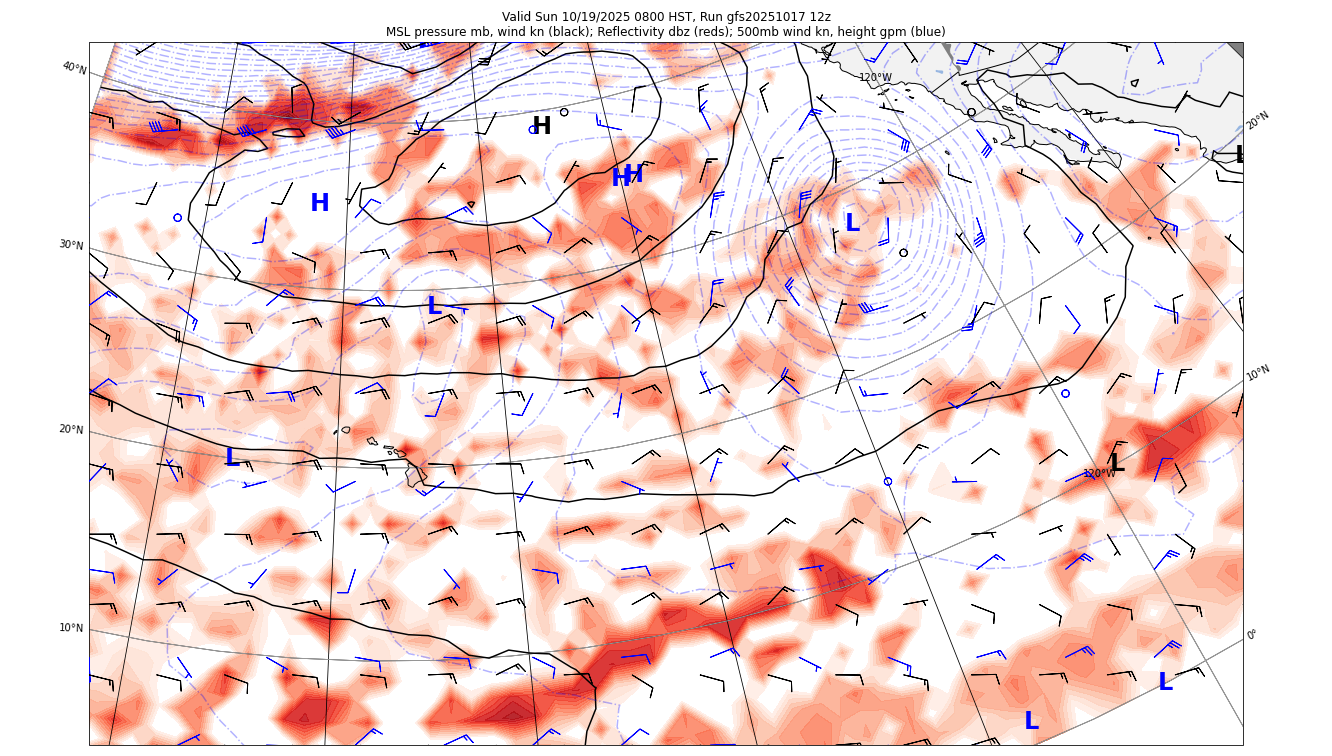 Valid Sun 10/19/2025 0800 HST, Run gfs20251017 12z
MSL pressure mb, wind kn (black); Reflectivity dbz (reds); 500mb wind kn, height gpm (blue)
40°N
120°W
20°N
H
L
H H
H
L
30°N
L
10°N
20°N
L
L
120°W
10°N
0°
L
L